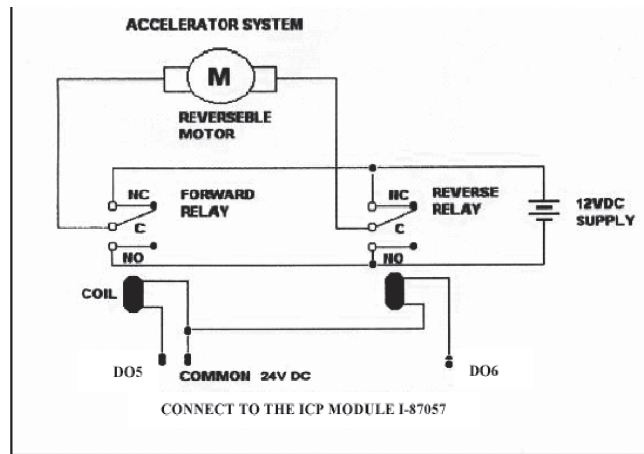 ACCELERATOR SYSTEM
M
REVERSEBLE
MOTOR
NC
FORWARD
RELAY
C
NO
NC
REVERSE
RELAY
C
NO
12VDC
SUPPLY
COIL
DO5
COMMON 24V DC
DO6
CONNECT TO THE ICP MODULE I-87057